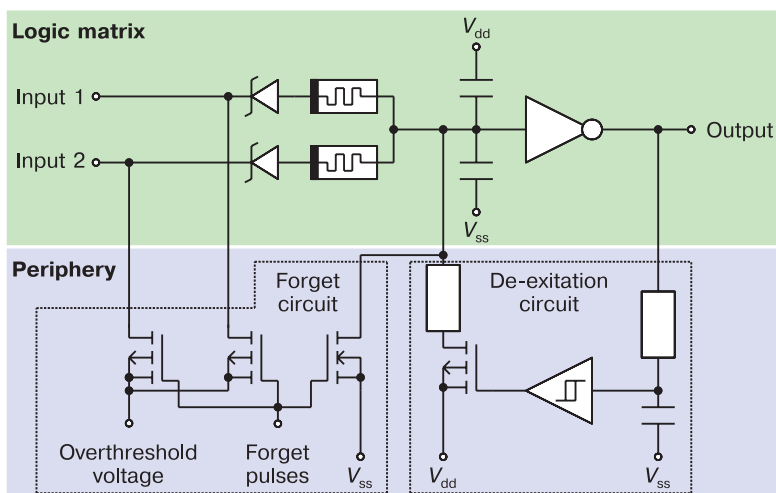 Logic matrix
Vdd
Input 1
Input 2
Output
Vss
Periphery
Forget
circuit
De-exitation
circuit
Overthreshold
voltage
Forget
pulses
Vss
Vdd
Vss